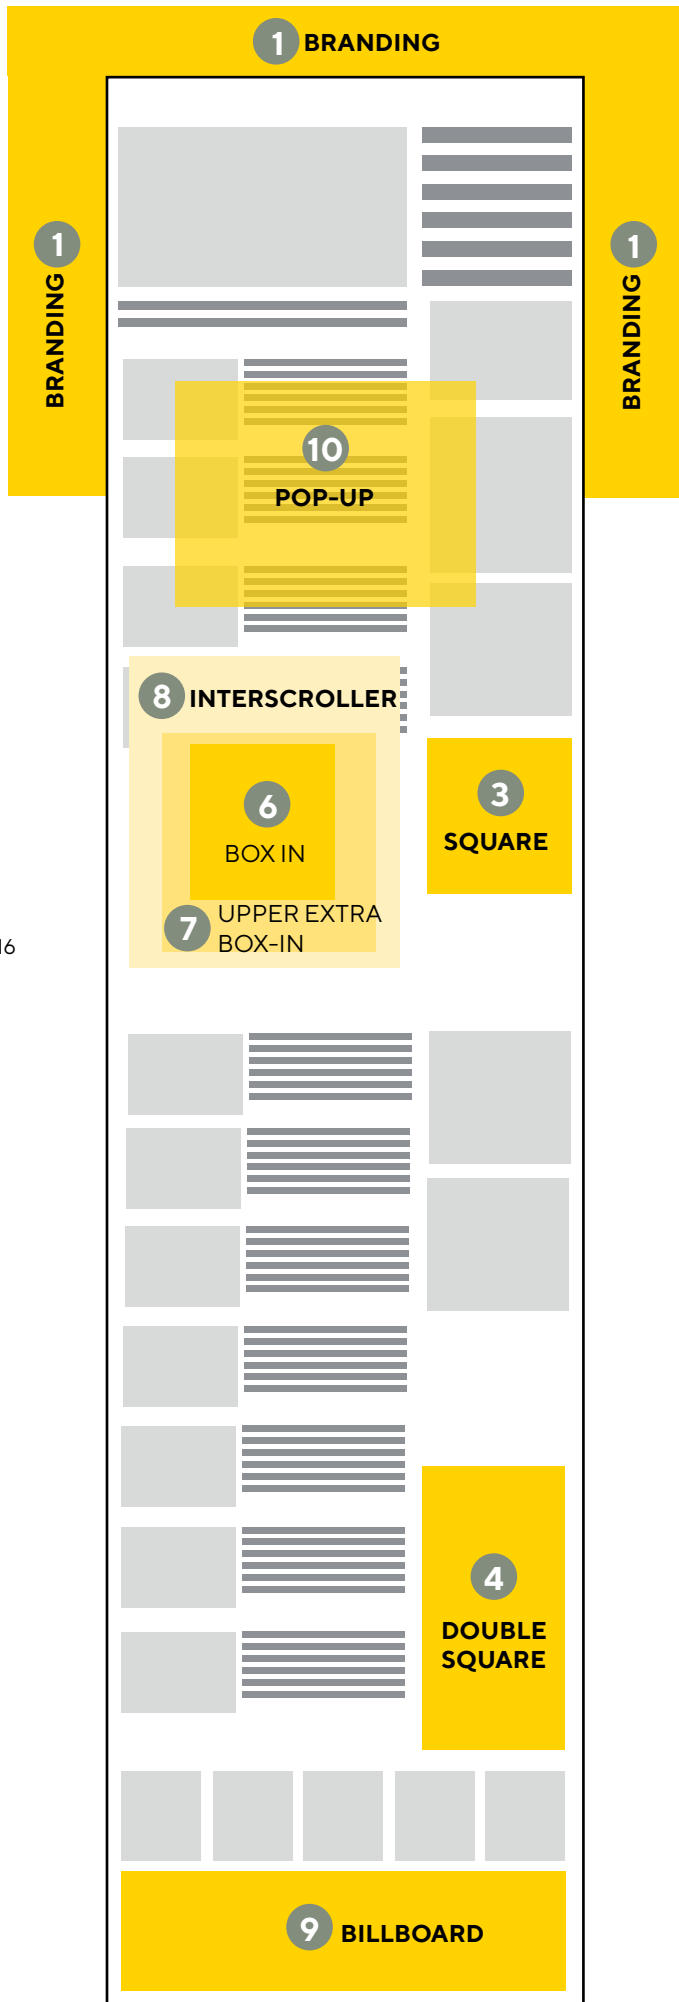 1 BRANDING
1 BRANDING
1 BRANDING
10
POP-UP
8 INTERSCROLLER
6
BOX IN
3
SQUARE
7 UPPER EXTRA
BOX-IN
16
4
DOUBLE
SQUARE
9 BILLBOARD